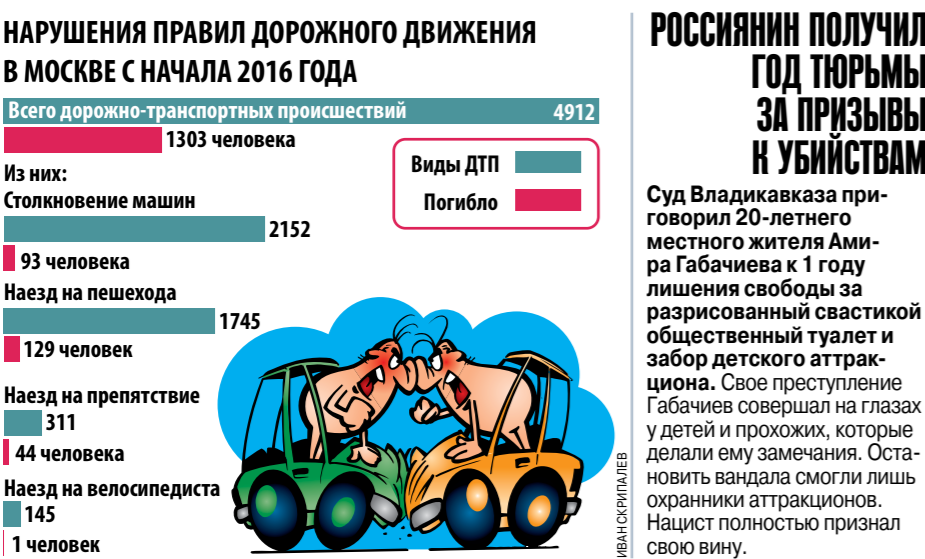 НАРУШЕНИЯ ПРАВИЛ ДОРОЖНОГО ДВИЖЕНИЯ
В МОСКВЕ С НАЧАЛА 2016 ГОДА
Всего дорожно-транспортных происшествий 4912
1303 человека
Виды ДТП
Погибло
Из них:
Столкновение машин
2152
93 человека
Наезд на пешехода
1745
129 человек
Наезд на препятствие
311
44 человека
Наезд на велосипедиста
145
1 человек
ИВАН СКРИПАЛЕВ
РОССИЯНИН ПОЛУЧИЛ
ГОД ТЮРЬМЫ
ЗА ПРИЗЫВЫ
К УБИЙСТВАМ
Суд Владикавказа при-
говорил 20-летнего
местного жителя Ами-
ра Габачиева к 1 году
лишения свободы за
разрисованный свастикой
общественный туалет и
забор детского аттрак-
циона. Свое преступление
Габачиев совершал на глазах
у детей и прохожих, которые
делали ему замечания. Оста-
новить вандала смогли лишь
охранники аттракционов.
Нацист полностью признал
свою вину.